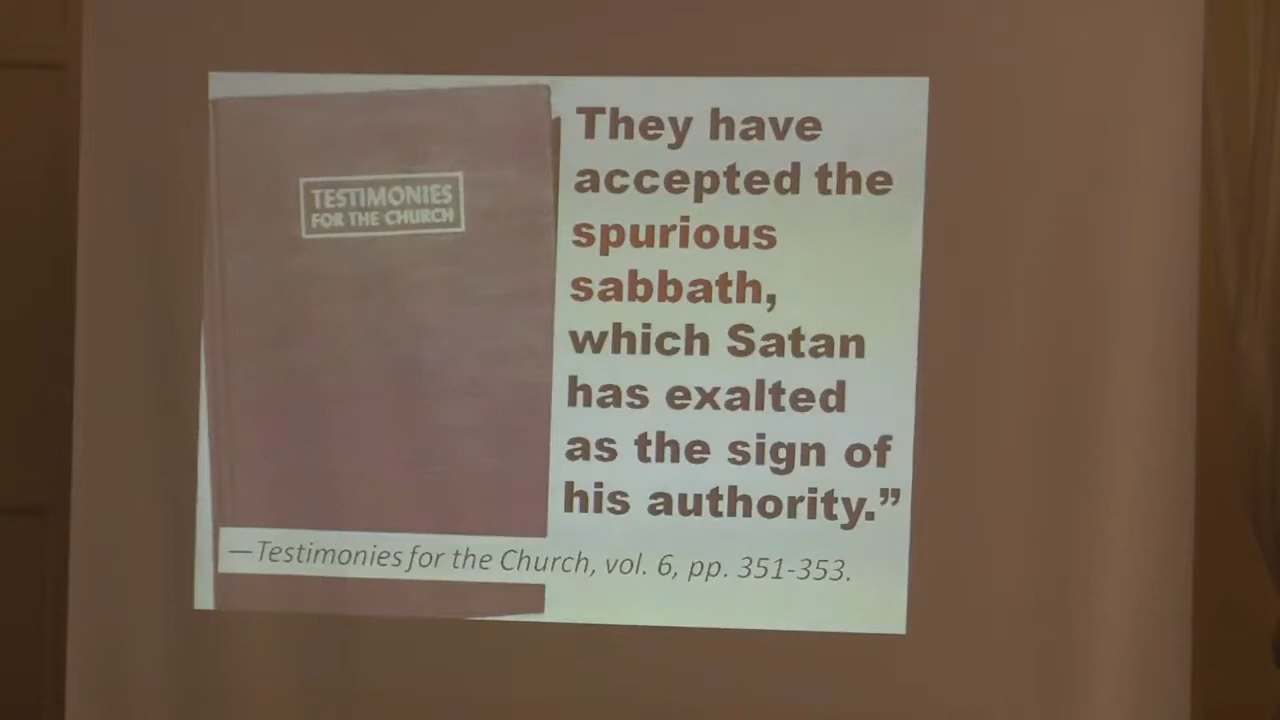 TESTIMONIES
FOR THE CHURCH
They have
accepted the
spurious
sabbath,
which Satan
has exalted
as the sign of
his authority.”
—Testimonies for the Church, vol. 6, pp. 351-353.